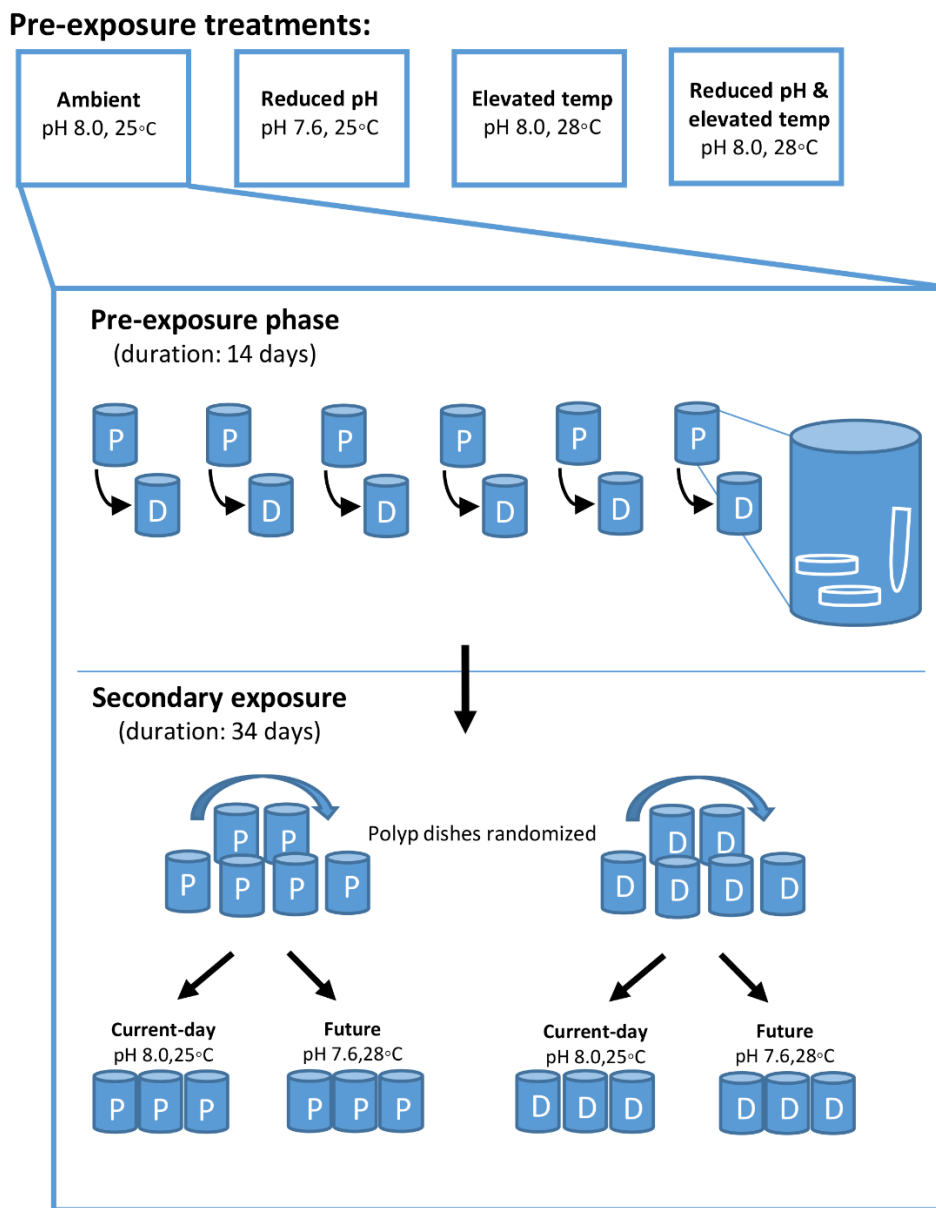 Pre-exposure treatments:
Ambient
pH 8.0, 25◦C
Reduced pH
pH 7.6, 25◦C
Elevated temp
pH 8.0, 28◦C
Reduced pH &
elevated temp
pH 8.0, 28◦C
Pre-exposure phase
(duration: 14 days)
P P P P P P
D D D D D D
Secondary exposure
(duration: 34 days)
P P
P P P P
Polyp dishes randomized
D D
D D D D
Current-day
pH 8.0,25◦C
P P P
Future
pH 7.6,28◦C
P P P
Current-day
pH 8.0,25◦C
D D D
Future
pH 7.6,28◦C
D D D